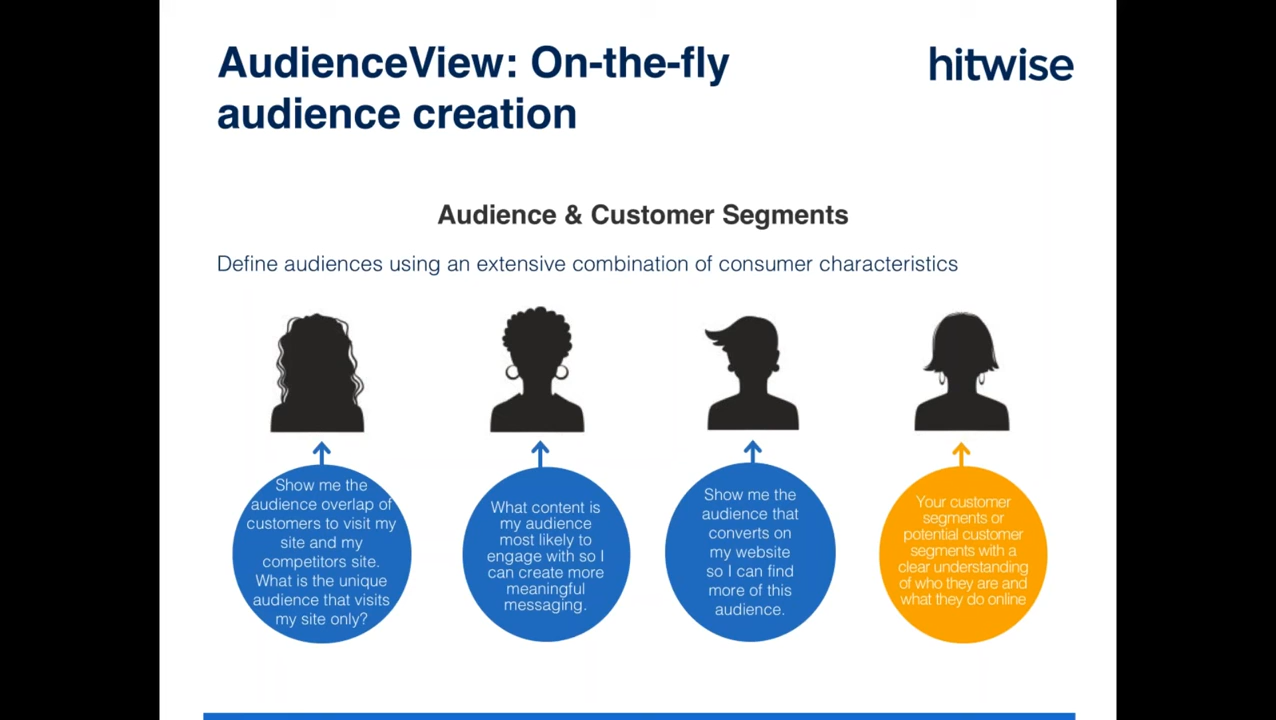 AudienceView: On-the-fly
audience creation
hitwise
Audience & Customer Segments
Define audiences using an extensive combination of consumer characteristics
Show me the
audience overlap of
customers to visit my
site and my
competitors site.
What is the unique
audience that visits
my site only?
What content is
my audience
most likely to
engage with so I
can create more
meaningful
messaging.
Show me the
audience that
converts on
my website
so I can find
more of this
audience.
Your customer
segments or
potential customer
segments with a
clear understanding
of who they are and
what they do online